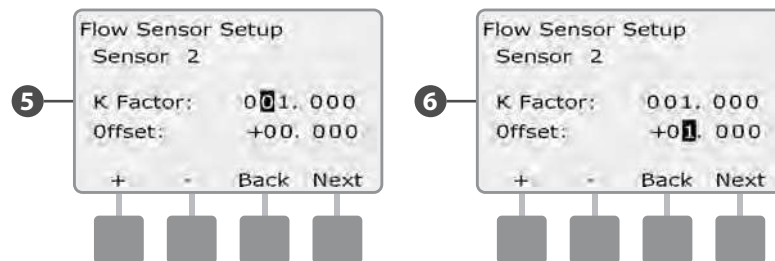 Flow Sensor Setup
Sensor 2
5
K Factor: 001. 000
Offset: +00. 000
+ - Back Next
Flow Sensor Setup
Sensor 2
6
K Factor: 001. 000
Offset: +01. 000
+ - Back Next